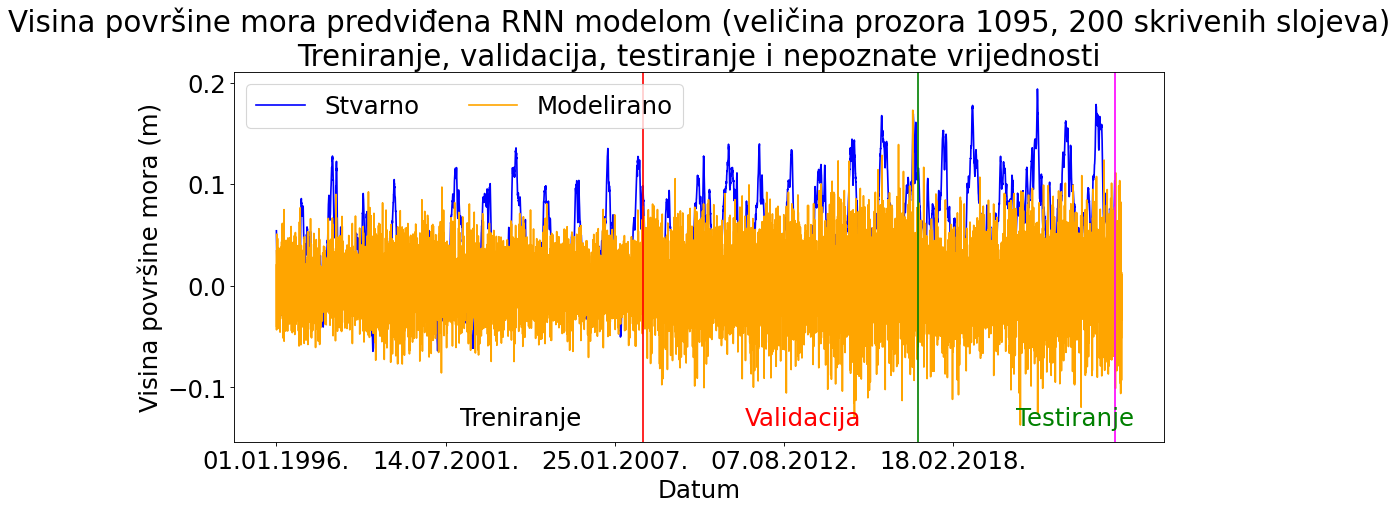 Visina površine mora predviđena RNN modelom (veličina prozora 1095, 200 skrivenih slojeva)
Treniranje, validacija, testiranje i nepoznate vrijednosti
Stvarno Modelirano
Visina površine mora (m)
0.2
0.1
0.0
−0.1
Treniranje Validacija Testiranje
01.01.1996. 14.07.2001. 25.01.2007. 07.08.2012. 18.02.2018.
Datum